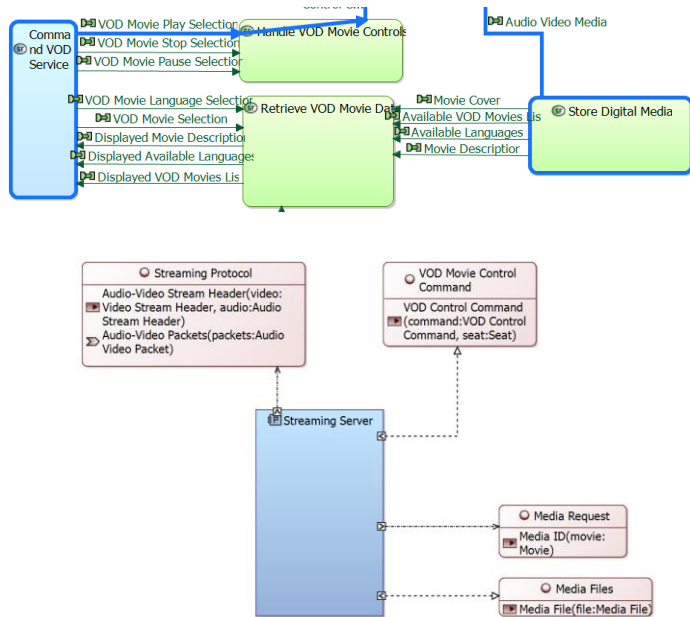 VOD Movie Play Selection
Comma
nd VOD
Service
VOD Movie Stop Selection
VOD Movie Pause Selection
Handle VOD Movie Controls
Audio Video Media
VOD Movie Language Selection
VOD Movie Selection
Displayed Movie Description
Displayed Available Languages
Displayed VOD Movies Lis
Retrieve VOD Movie Data
Movie Cover
Available VOD Movies Lis
Available Languages
Movie Description
Store Digital Media
Streaming Protocol
Audio-Video Stream Header(video:
Video Stream Header, audio:Audio
Stream Header)
Audio-Video Packets(packets:Audio
Video Packet)
VOD Movie Control
Command
VOD Control Command
(command:VOD Control
Command, seat:Seat)
Streaming Server
Media Request
Media ID(movie:
Movie)
Media Files
Media File(file:Media File)